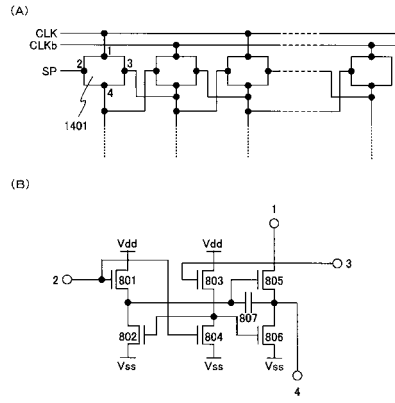 (A)
CLK
CLKb
1
SP 2 3
4
1401
(B)
1
Vdd Vdd
3
2 801 803 805
807
802 804 806
Vss Vss Vss
4